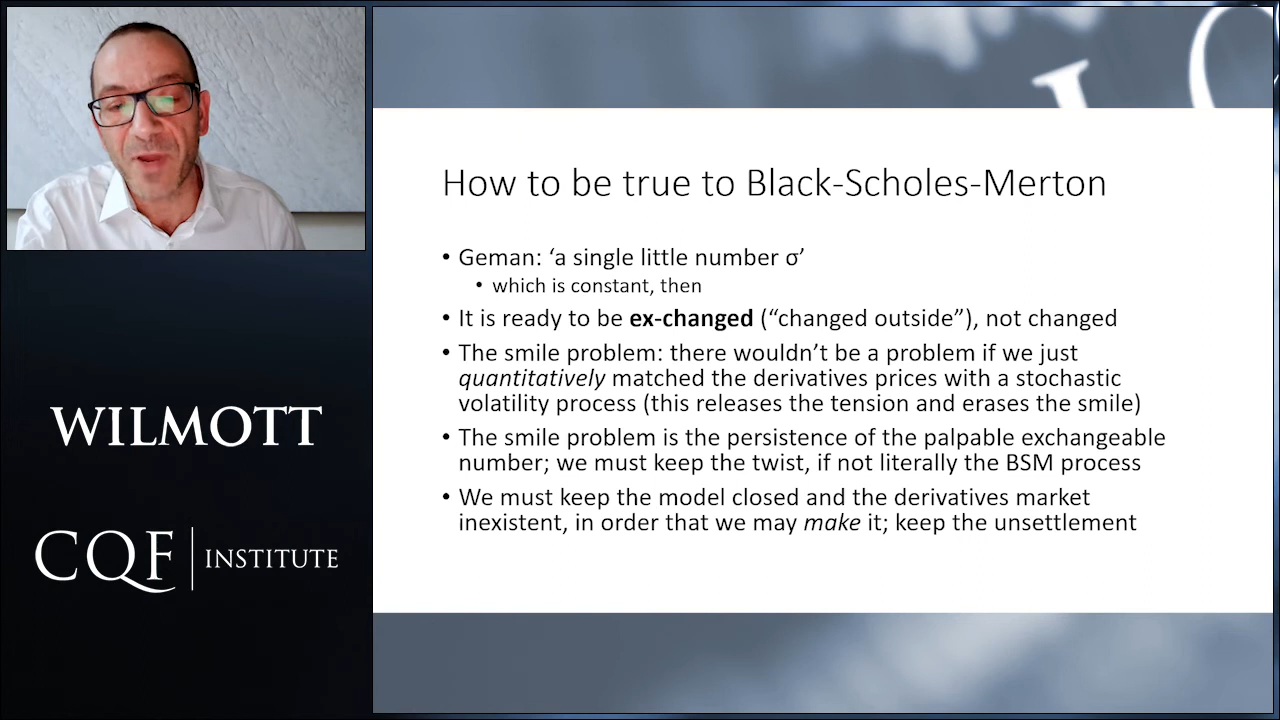 WILMOTT
CQF INSTITUTE
How to be true to Black-Scholes-Merton
• Geman: ‘a single little number σ’
• which is constant, then
• It is ready to be ex-changed (“changed outside”), not changed
• The smile problem: there wouldn’t be a problem if we just
quantitatively matched the derivatives prices with a stochastic
volatility process (this releases the tension and erases the smile)
• The smile problem is the persistence of the palpable exchangeable
number; we must keep the twist, if not literally the BSM process
• We must keep the model closed and the derivatives market
inexistent, in order that we may make it; keep the unsettlement